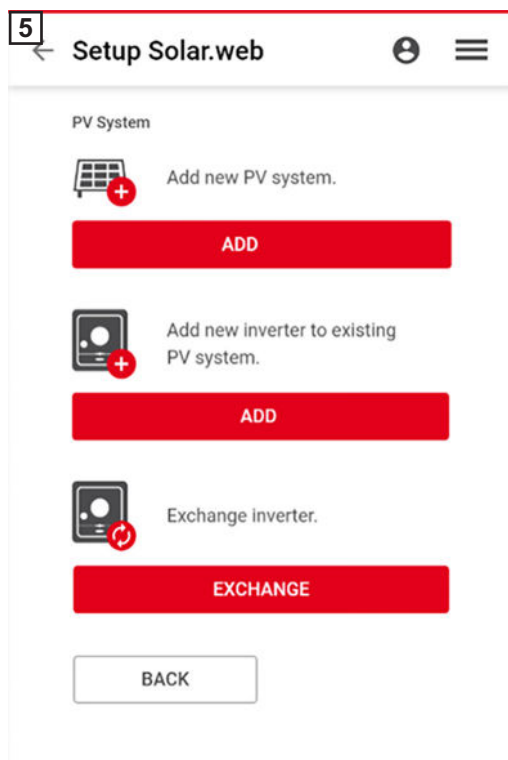 5
Setup Solar.web
PV System
Add new PV system.
ADD
Add new inverter to existing
PV system.
ADD
Exchange inverter.
EXCHANGE
BACK